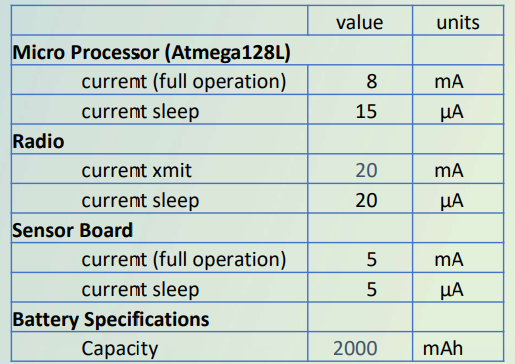 value units
Micro Processor (Atmega128L)
current (full operation) 8 mA
current sleep 15 µA
Radio
current xmit 20 mA
current sleep 20 µA
Sensor Board
current (full operation) 5 mA
current sleep 5 µA
Battery Specifications
Capacity 2000 mAh